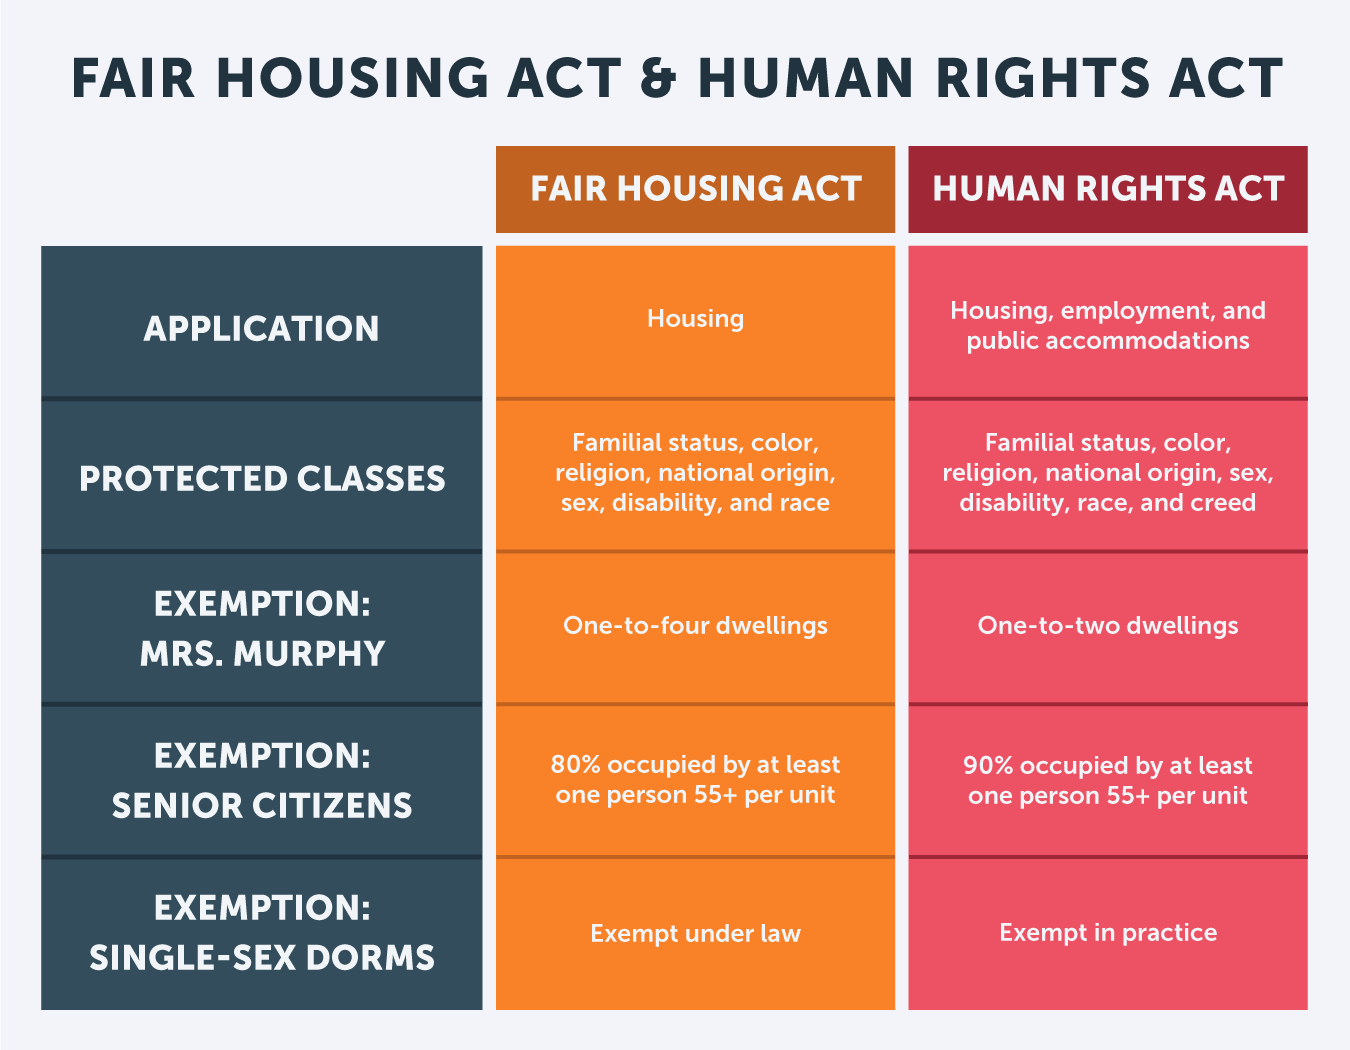 FAIR HOUSING ACT & HUMAN RIGHTS ACT
FAIR HOUSING ACT
HUMAN RIGHTS ACT
APPLICATION
Housing
Housing, employment, and
public accommodations
PROTECTED CLASSES
Familial status, color,
religion, national origin,
sex, disability, and race
Familial status, color,
religion, national origin, sex,
disability, race, and creed
EXEMPTION:
MRS. MURPHY
One-to-four dwellings
One-to-two dwellings
EXEMPTION:
SENIOR CITIZENS
80% occupied by at least
one person 55+ per unit
90% occupied by at least
one person 55+ per unit
EXEMPTION:
SINGLE-SEX DORMS
Exempt under law
Exempt in practice